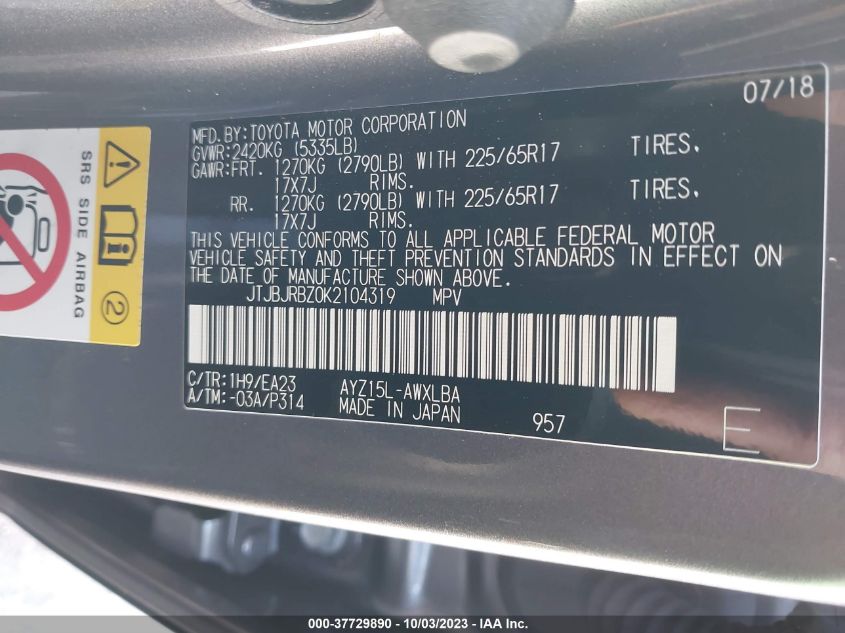 07/18
MFD. BY: TOYOTA MOTOR CORPORATION
GVWR: 2420KG (5335LB)
GAWR: FRT. 1270KG (2790LB) WITH 225/65R17 TIRES.
17X7J RIMS.
RR. 1270KG (2790LB) WITH 225/65R17 TIRES.
17X7J RIMS.
THIS VEHICLE CONFORMS TO ALL APPLICABLE FEDERAL MOTOR
VEHICLE SAFETY AND THEFT PREVENTION STANDARDS IN EFFECT ON
THE DATE OF MANUFACTURE SHOWN ABOVE.
JTJBJRBZ0K2104319 MPV
C/TR: 1H9/EA23 AYZ15L-AWXLBA
A/TM: -03A/P314 MADE IN JAPAN 957
E
SRS SIDE AIRBAG
2
000-37729890 - 10/03/2023 - IAA Inc.